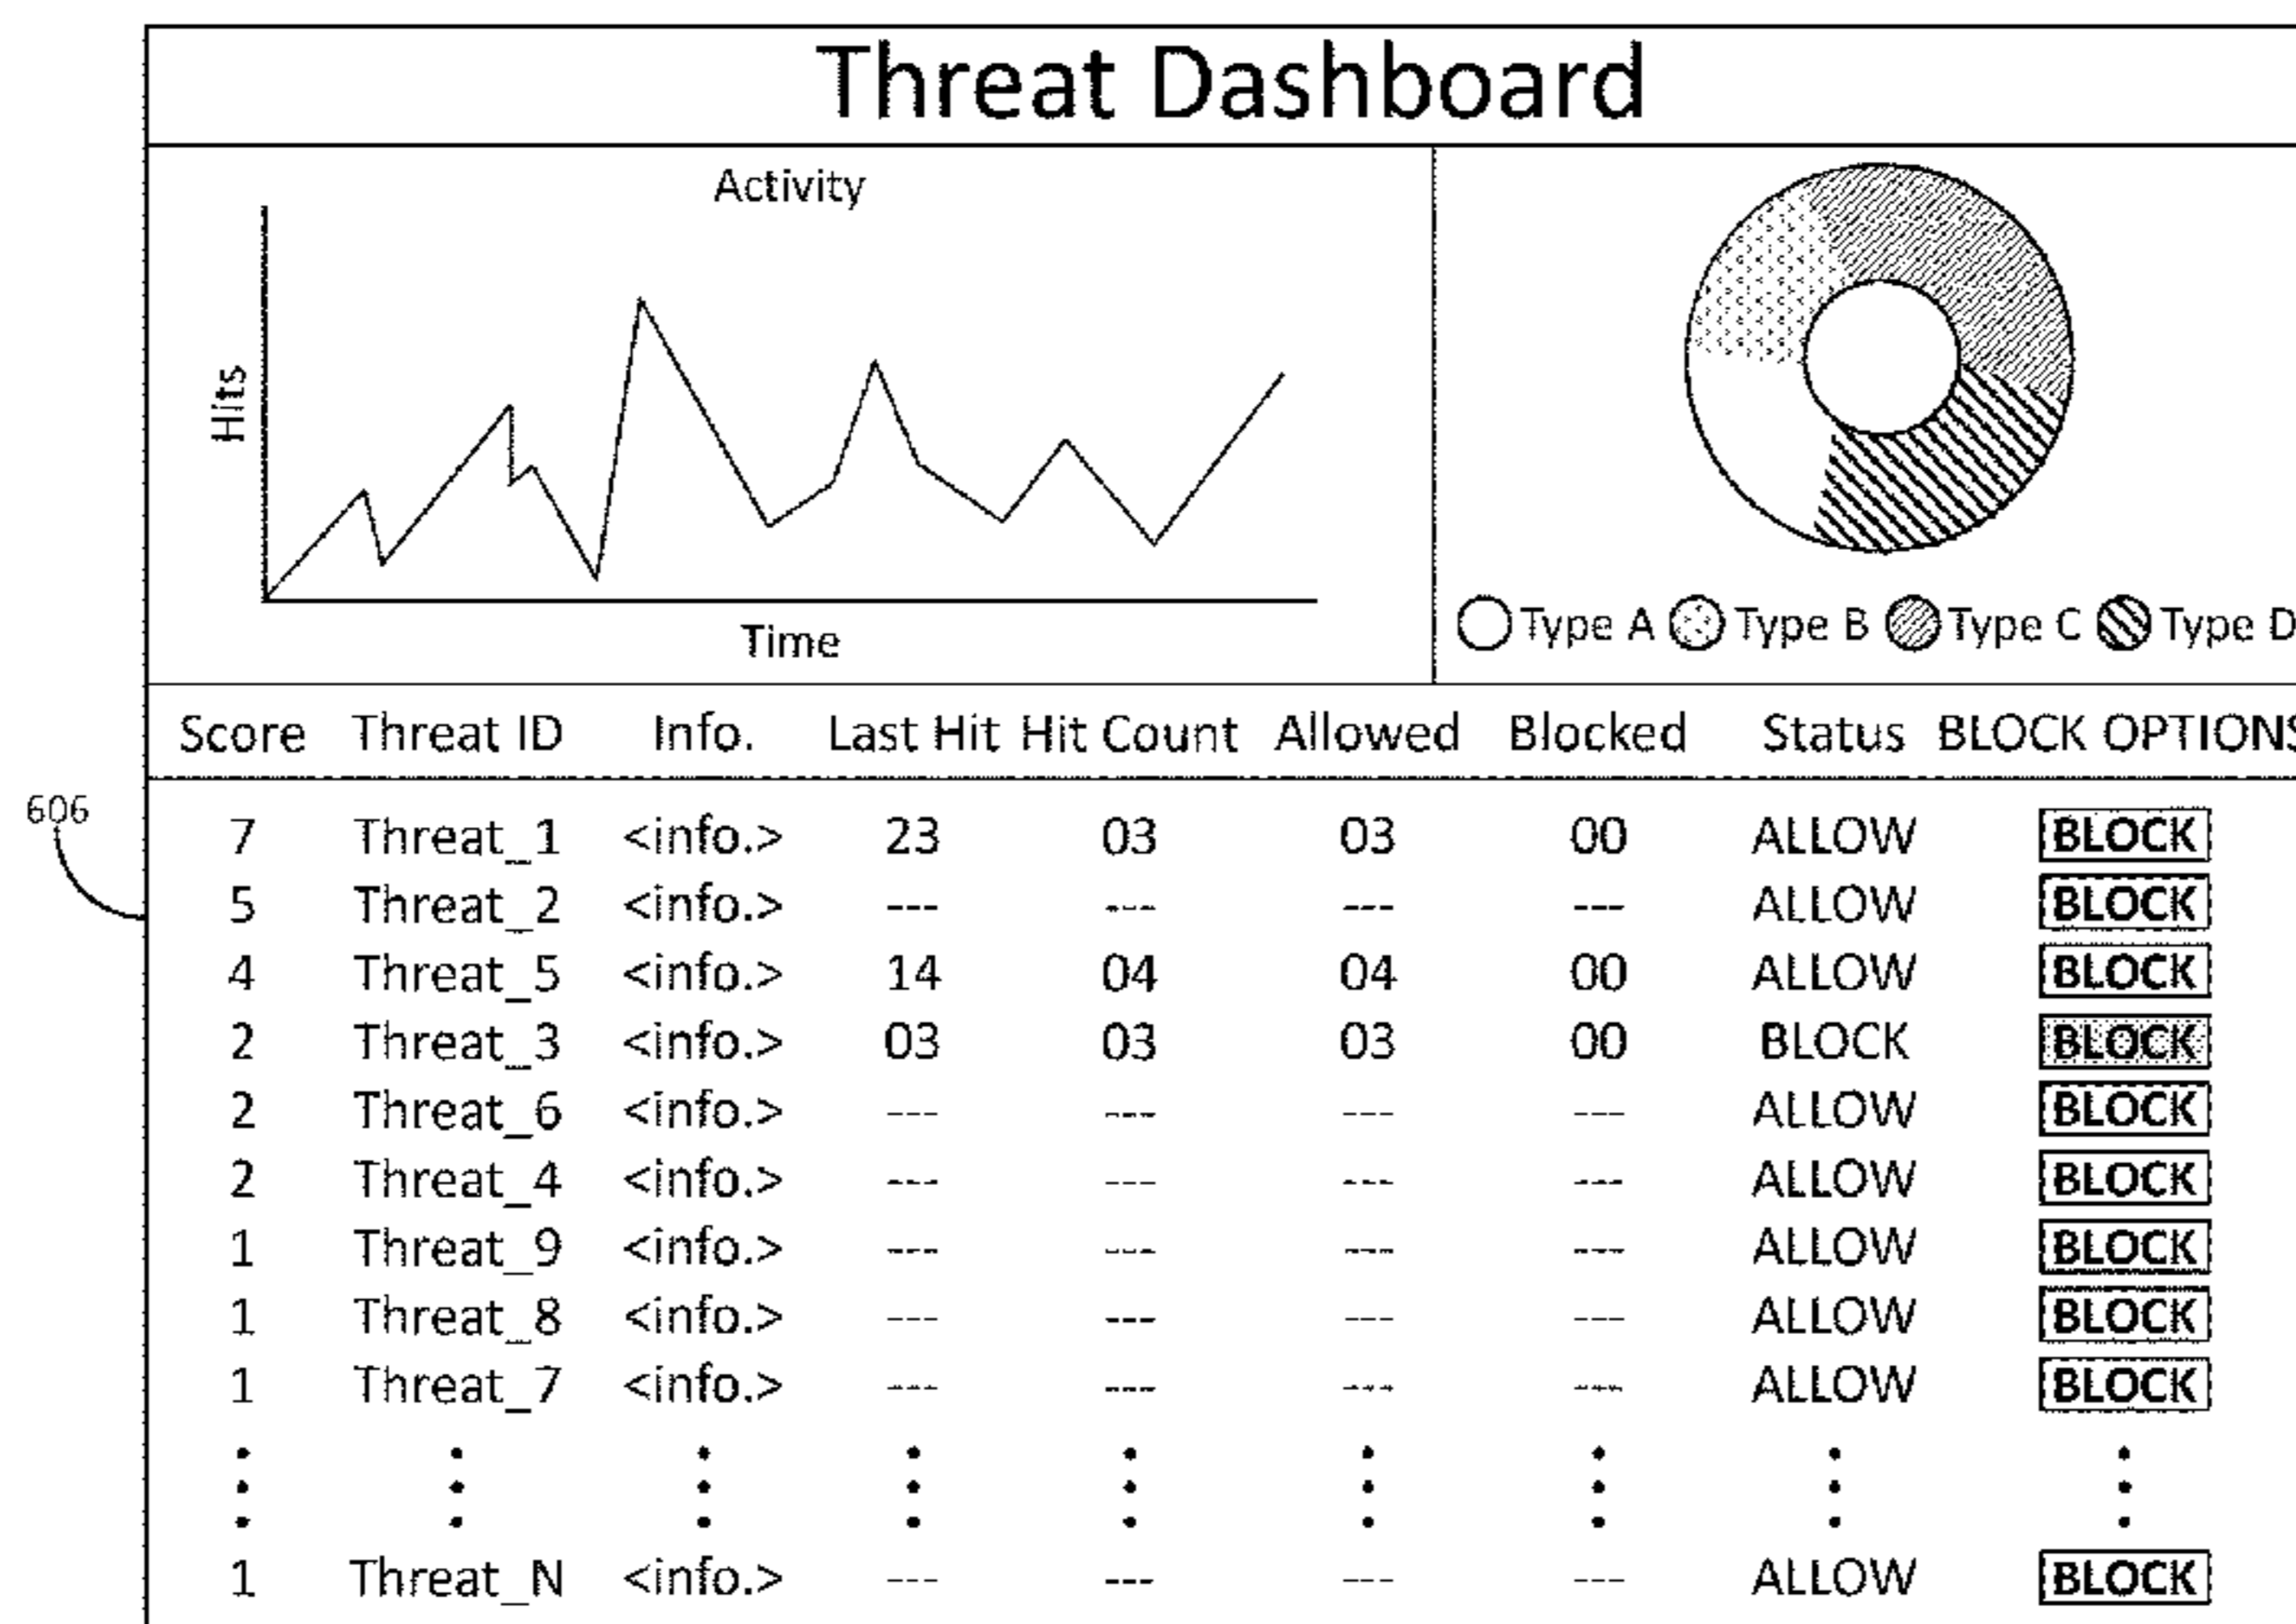 Threat Dashboard
Activity
Hits
Time
Type A Type B Type C Type D
Score Threat ID Info. Last Hit Hit Count Allowed Blocked Status BLOCK OPTIONS
606
7 Threat_1 <info.> 23 03 03 00 ALLOW BLOCK
5 Threat_2 <info.> --- --- --- --- ALLOW BLOCK
4 Threat_5 <info.> 14 04 04 00 ALLOW BLOCK
2 Threat_3 <info.> 03 03 03 00 BLOCK BLOCK
2 Threat_6 <info.> --- --- --- --- ALLOW BLOCK
2 Threat_4 <info.> --- --- --- --- ALLOW BLOCK
1 Threat_9 <info.> --- --- --- --- ALLOW BLOCK
1 Threat_8 <info.> --- --- --- --- ALLOW BLOCK
1 Threat_7 <info.> --- --- --- --- ALLOW BLOCK
1 Threat_N <info.> --- --- --- --- ALLOW BLOCK